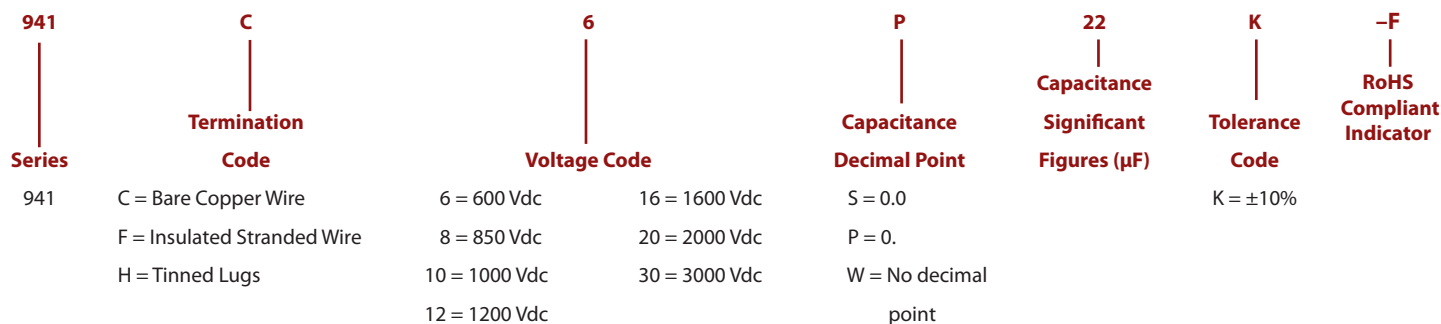 941 C 6 P 22 K –F
Capacitance RoHS
Compliant
Termination Capacitance Significant Tolerance Indicator
Series Code Voltage Code Decimal Point Figures (µF) Code
941 C = Bare Copper Wire 6 = 600 Vdc 16 = 1600 Vdc S = 0.0 K = ±10%
F = Insulated Stranded Wire 8 = 850 Vdc 20 = 2000 Vdc P = 0.
H = Tinned Lugs 10 = 1000 Vdc 30 = 3000 Vdc W = No decimal
12 = 1200 Vdc point